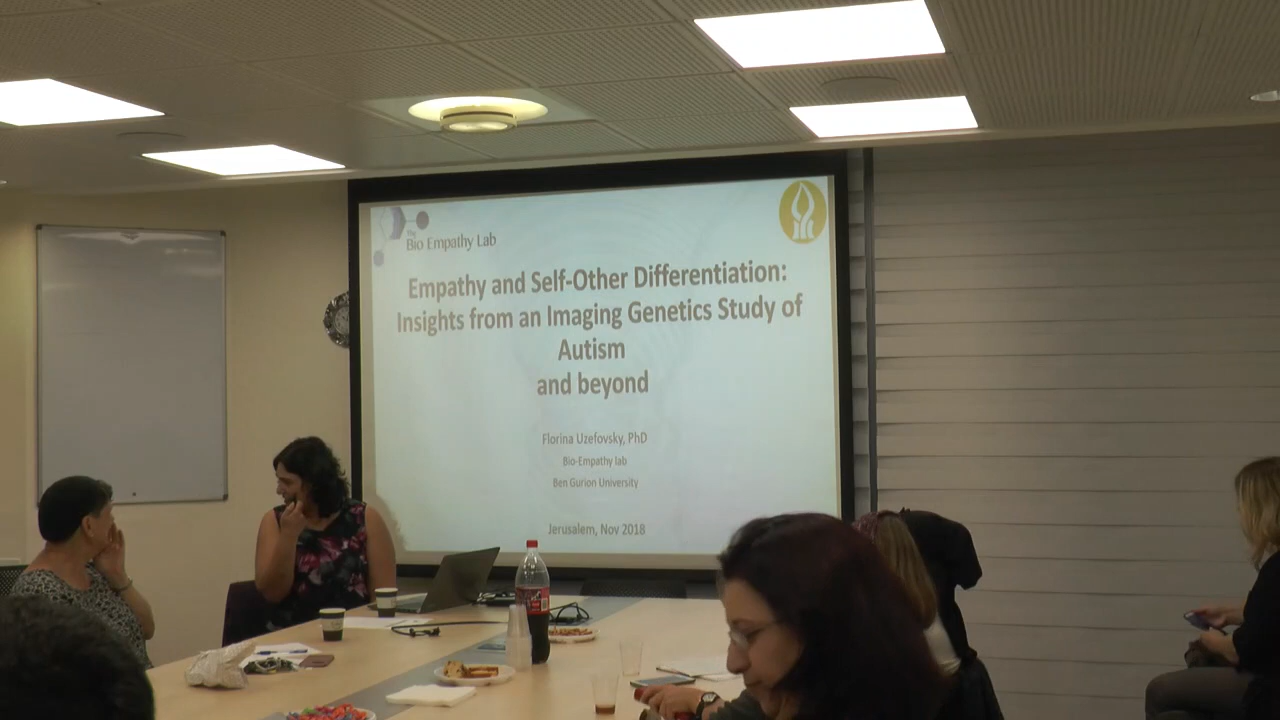 The
Bio Empathy Lab
Empathy and Self-Other Differentiation:
Insights from an Imaging Genetics Study of
Autism
and beyond
Florina Uzefovsky, PhD
Bio-Empathy lab
Ben Gurion University
Jerusalem, Nov 2018